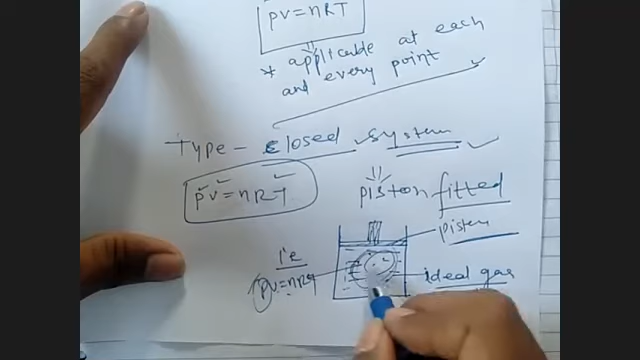 PV=nRT
* applicable at each
and every point
Type - closed system
PV=nRT
piston fitted
piston
i.e
PV=nRT
ideal gas